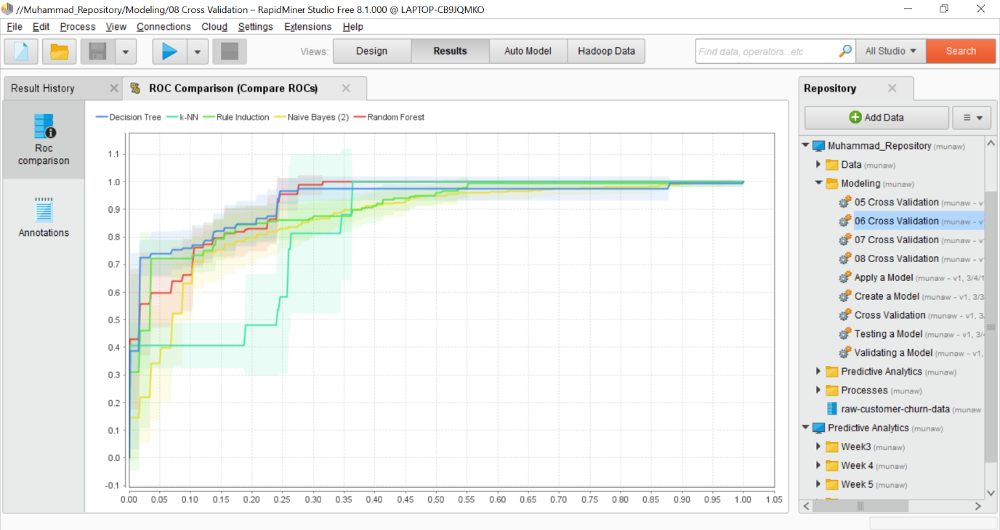 //Muhammad_Repository/Modeling/08 Cross Validation – RapidMiner Studio Free 8.1.000 @ LAPTOP-CB9JQMKO
File Edit Process View Connections Cloud Settings Extensions Help
Views: Design Results Auto Model Hadoop Data Find data, operators...etc All Studio Search
Result History ROC Comparison (Compare ROCs)
Roc
comparison
Annotations
Decision Tree k-NN Rule Induction Naive Bayes (2) Random Forest
1.1
1.0
0.9
0.8
0.7
0.6
0.5
0.4
0.3
0.2
0.1
0.0
-0.1
0.00 0.05 0.10 0.15 0.20 0.25 0.30 0.35 0.40 0.45 0.50 0.55 0.60 0.65 0.70 0.75 0.80 0.85 0.90 0.95 1.00 1.05
Repository
Add Data
Muhammad_Repository (munaw)
Data (munaw)
Modeling (munaw)
05 Cross Validation (munaw - v
06 Cross Validation (munaw - v
07 Cross Validation (munaw - v
08 Cross Validation (munaw - v
Apply a Model (munaw - v1, 3/4/1
Create a Model (munaw - v1, 3/3
Cross Validation (munaw - v1, 3
Testing a Model (munaw - v1, 3/
Validating a Model (munaw - v1,
Predictive Analytics (munaw)
Processes (munaw)
raw-customer-churn-data (munaw
Predictive Analytics (munaw)
Week3 (munaw)
Week 4 (munaw)
Week 5 (munaw)